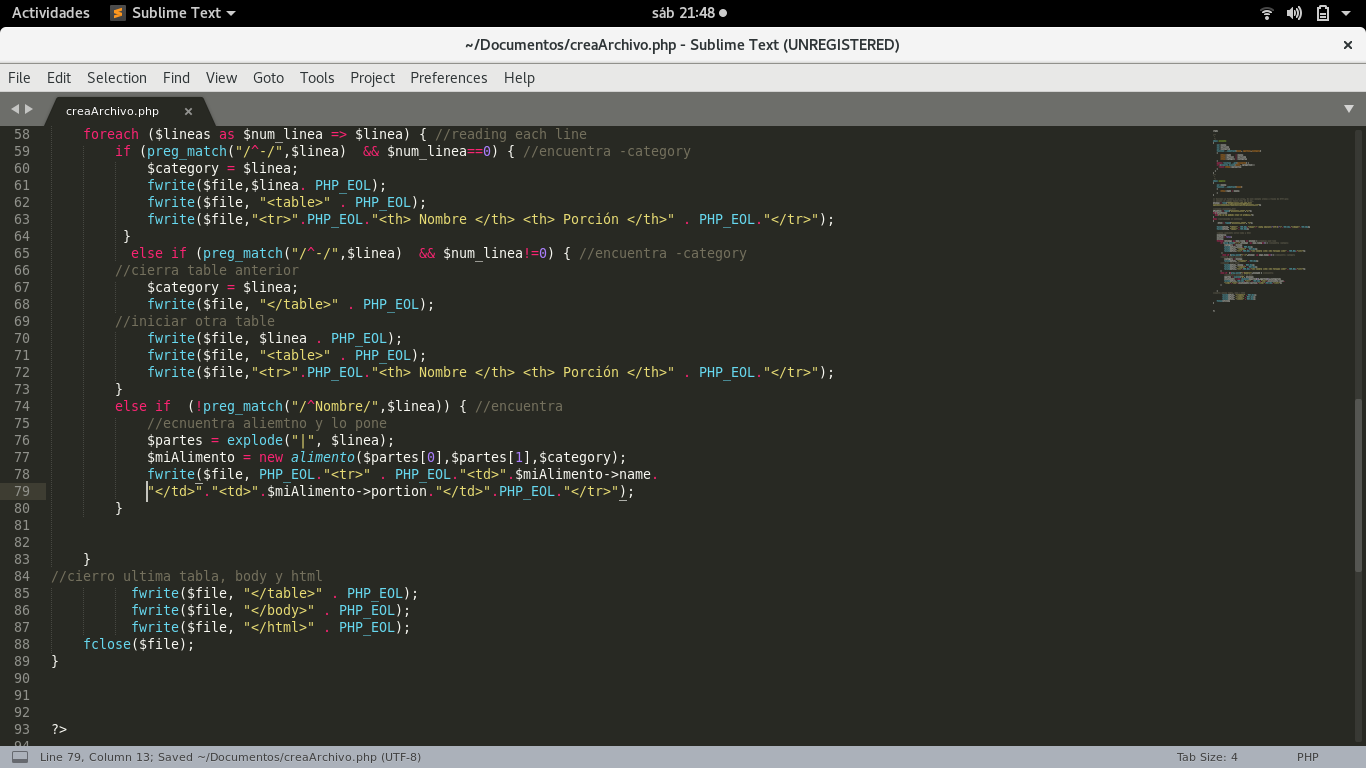 Actividades Sublime Text sáb 21:48
~/Documentos/creaArchivo.php - Sublime Text (UNREGISTERED)
File Edit Selection Find View Goto Tools Project Preferences Help
creaArchivo.php
58 foreach ($lineas as $num_linea => $linea) { //reading each line
59 if (preg_match("/^-/",$linea) && $num_linea==0) { //encuentra -category
60 $category = $linea;
61 fwrite($file,$linea. PHP_EOL);
62 fwrite($file, "<table>" . PHP_EOL);
63 fwrite($file,"<tr>".PHP_EOL."<th> Nombre </th> <th> Porción </th>" . PHP_EOL."</tr>");
64 }
65 else if (preg_match("/^-/",$linea) && $num_linea!=0) { //encuentra -category
66 //cierra table anterior
67 $category = $linea;
68 fwrite($file, "</table>" . PHP_EOL);
69 //iniciar otra table
70 fwrite($file, $linea . PHP_EOL);
71 fwrite($file, "<table>" . PHP_EOL);
72 fwrite($file,"<tr>".PHP_EOL."<th> Nombre </th> <th> Porción </th>" . PHP_EOL."</tr>");
73 }
74 else if (!preg_match("/^Nombre/",$linea)) { //encuentra
75 //ecnuentra aliemtno y lo pone
76 $partes = explode("|", $linea);
77 $miAlimento = new alimento($partes[0],$partes[1],$category);
78 fwrite($file, PHP_EOL."<tr>" . PHP_EOL."<td>".$miAlimento->name.
79 "</td>"."<td>".$miAlimento->portion."</td>".PHP_EOL."</tr>");
80 }
81
82
83 }
84 //cierro ultima tabla, body y html
85 fwrite($file, "</table>" . PHP_EOL);
86 fwrite($file, "</body>" . PHP_EOL);
87 fwrite($file, "</html>" . PHP_EOL);
88 fclose($file);
89 }
90
91
92
93 ?>
94
Line 79, Column 13; Saved ~/Documentos/creaArchivo.php (UTF-8) Tab Size: 4 PHP